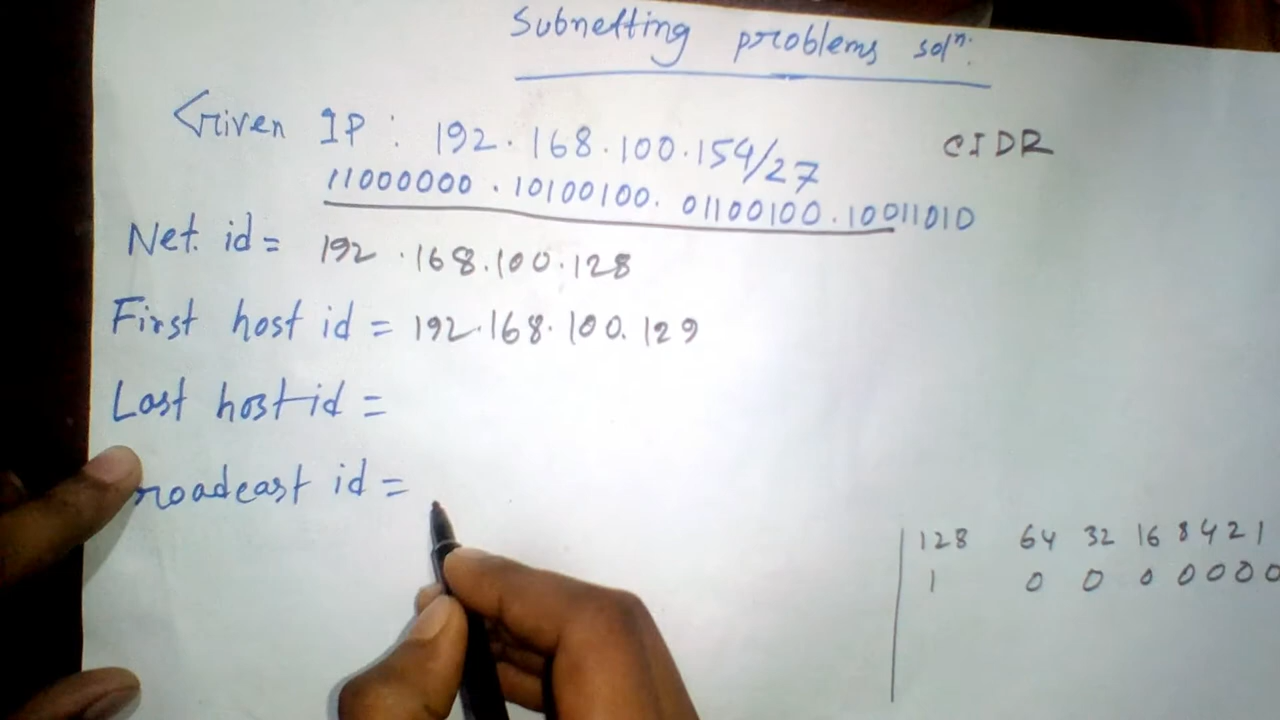 Subnetting problems solⁿ:
Given IP: 192.168.100.154/27
CIDR
11000000.10100100.01100100.10011010
Net. id = 192.168.100.128
First host id = 192.168.100.129
Last host id =
roadcast id =
128 64 32 16 8 4 2 1
1 0 0 0 0 0 0 0